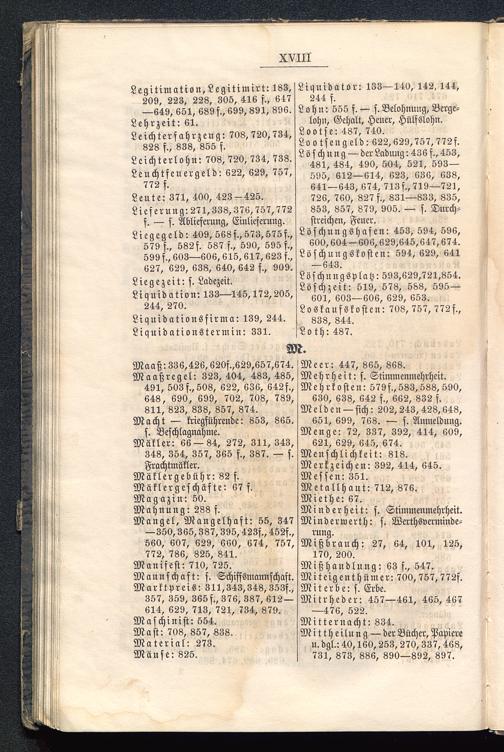 XVIII
Legitimation, Legitimirt: 183,
209, 223, 228, 305, 416 f., 647
—649, 651, 689 f., 699, 891, 896.
Lehrzeit: 61.
Leichterfahrzeug: 708, 720, 734,
828 f., 838, 855 f.
Leichterlohn: 708, 720, 734, 738.
Leuchtfeuergeld: 622, 629, 757,
772 f.
Leute: 371, 400, 423—425.
Lieferung: 271, 338, 376, 757, 772
f. — s. Ablieferung, Einlieferung.
Liegegeld: 409, 568 f., 573, 575 f.,
579 f., 582 f. 587 f., 590, 595 f.,
599 f., 603—606, 615, 617, 623 f.,
627, 629, 638, 640, 642 f., 909.
Liegezeit: s. Ladezeit.
Liquidation: 133—145, 172, 205,
244, 270.
Liquidationsfirma: 139, 244.
Liquidationstermin: 331.
Liquidator: 133—140, 142, 144,
244 f.
Lohn: 555 f. — s. Belohnung, Berge-
lohn, Gehalt, Heuer, Hülfslohn.
Lootse: 487, 740.
Lootsengeld: 622, 629, 757, 772 f.
Löschung — der Ladung: 436 f., 453,
481, 484, 490, 504, 521, 593—
595, 612—614, 623, 636, 638,
641—643, 674, 713 f., 719—721,
726, 760, 827 f., 831—833, 835,
853, 857, 879, 905. — s. Durch-
streichen, Feuer.
Löschungshafen: 453, 594, 596,
600, 604—606, 629, 645, 647, 674.
Löschungskosten: 594, 629, 641
—643.
Löschungsplatz: 593, 629, 721, 854.
Löschzeit: 519, 578, 588, 595—
601, 603—606, 629, 653.
Loskaufskosten: 708, 757, 772 f.,
838, 844.
Loth: 487.
M.
Maaß: 336, 426, 620 f., 629, 657, 674.
Maaßregel: 323, 404, 483, 485,
491, 503 f., 508, 622, 636, 642 f.,
648, 690, 699, 702, 708, 789,
811, 823, 838, 857, 874.
Macht — kriegführende: 853, 865.
s. Beschlagnahme.
Mäkler: 66—84, 272, 311, 343,
348, 354, 357, 365 f., 387. — s.
Frachtmäkler.
Mäklergebühr: 82 f.
Mäklergeschäfte: 67 f.
Magazin: 50.
Mahnung: 288 f.
Mangel, Mangelhaft: 55, 347
—350, 365, 387, 395, 423 f., 452 f.,
560, 607, 629, 660, 674, 757,
772, 786, 825, 841.
Manifest: 710, 725.
Mannschaft: s. Schiffsmannschaft.
Marktpreis: 311, 343, 348, 353 f.,
357, 359, 365 f., 376, 387, 612—
614, 629, 713, 721, 734, 879.
Maschinist: 554.
Mast: 708, 857, 838.
Material: 273.
Mäuse: 825.
Meer: 447, 865, 868.
Mehrheit: s. Stimmenmehrheit.
Mehrkosten: 579 f., 583, 588, 590,
630, 638, 642 f., 662, 832 f.
Melden — sich: 202, 243, 428, 648,
651, 699, 768. — s. Anmeldung.
Menge: 72, 337, 392, 414, 609,
621, 629, 645, 674.
Menschlichkeit: 818.
Merkzeichen: 392, 414, 645.
Messen: 351.
Metallhaut: 712, 876.
Miethe: 67.
Minderheit: s. Stimmenmehrheit.
Minderwerth: s. Werthsverminde-
rung.
Mißbrauch: 27, 64, 101, 125,
170, 200.
Mißhandlung: 63 f., 547.
Miteigenthümer: 700, 757, 772 f.
Miterbe: s. Erbe.
Mitrheder: 457—461, 465, 467
—476, 522.
Mitternacht: 834.
Mittheilung — der Bücher, Papiere
u. dgl.: 40, 160, 253, 270, 337, 468,
731, 873, 886, 890—892, 897.